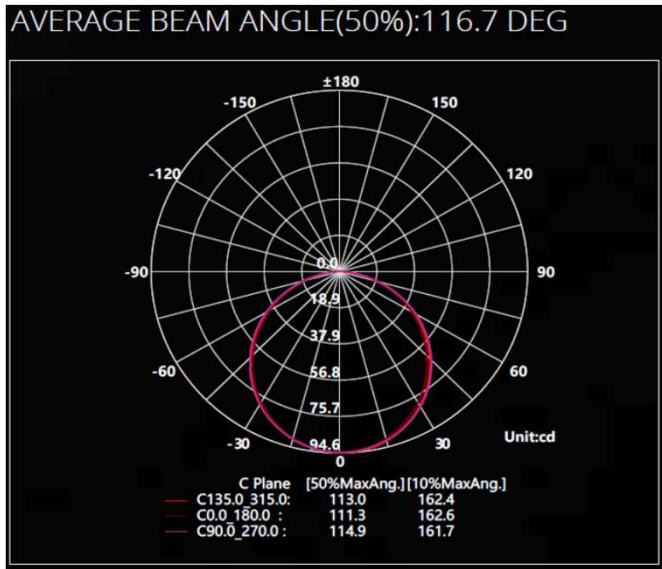 AVERAGE BEAM ANGLE(50%):116.7 DEG
±180
-150 150
-120 120
0.0
-90 90
18.9
37.9
-60 56.8 60
75.7
-30 94.6 30 Unit:cd
0
C Plane [50%MaxAng.][10%MaxAng.]
C135.0_315.0: 113.0 162.4
C0.0_180.0 : 111.3 162.6
C90.0_270.0 : 114.9 161.7